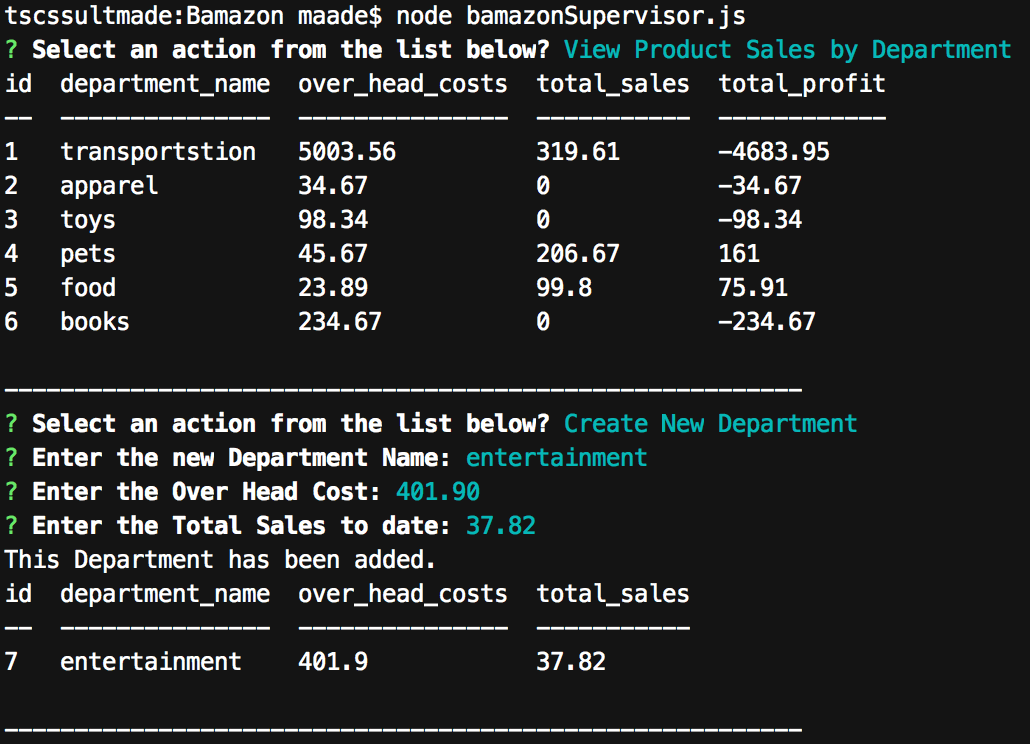 tscssultmade:Bamazon maade$ node bamazonSupervisor.js
? Select an action from the list below? View Product Sales by Department
id  department_name  over_head_costs  total_sales  total_profit
--  ---------------  ---------------  -----------  ------------
1   transportstion   5003.56          319.61       -4683.95
2   apparel          34.67            0            -34.67
3   toys             98.34            0            -98.34
4   pets             45.67            206.67       161
5   food             23.89            99.8         75.91
6   books            234.67           0            -234.67
---------------------------------------------------------
? Select an action from the list below? Create New Department
? Enter the new Department Name: entertainment
? Enter the Over Head Cost: 401.90
? Enter the Total Sales to date: 37.82
This Department has been added.
id  department_name  over_head_costs  total_sales
--  ---------------  ---------------  -----------
7   entertainment    401.9            37.82
---------------------------------------------------------